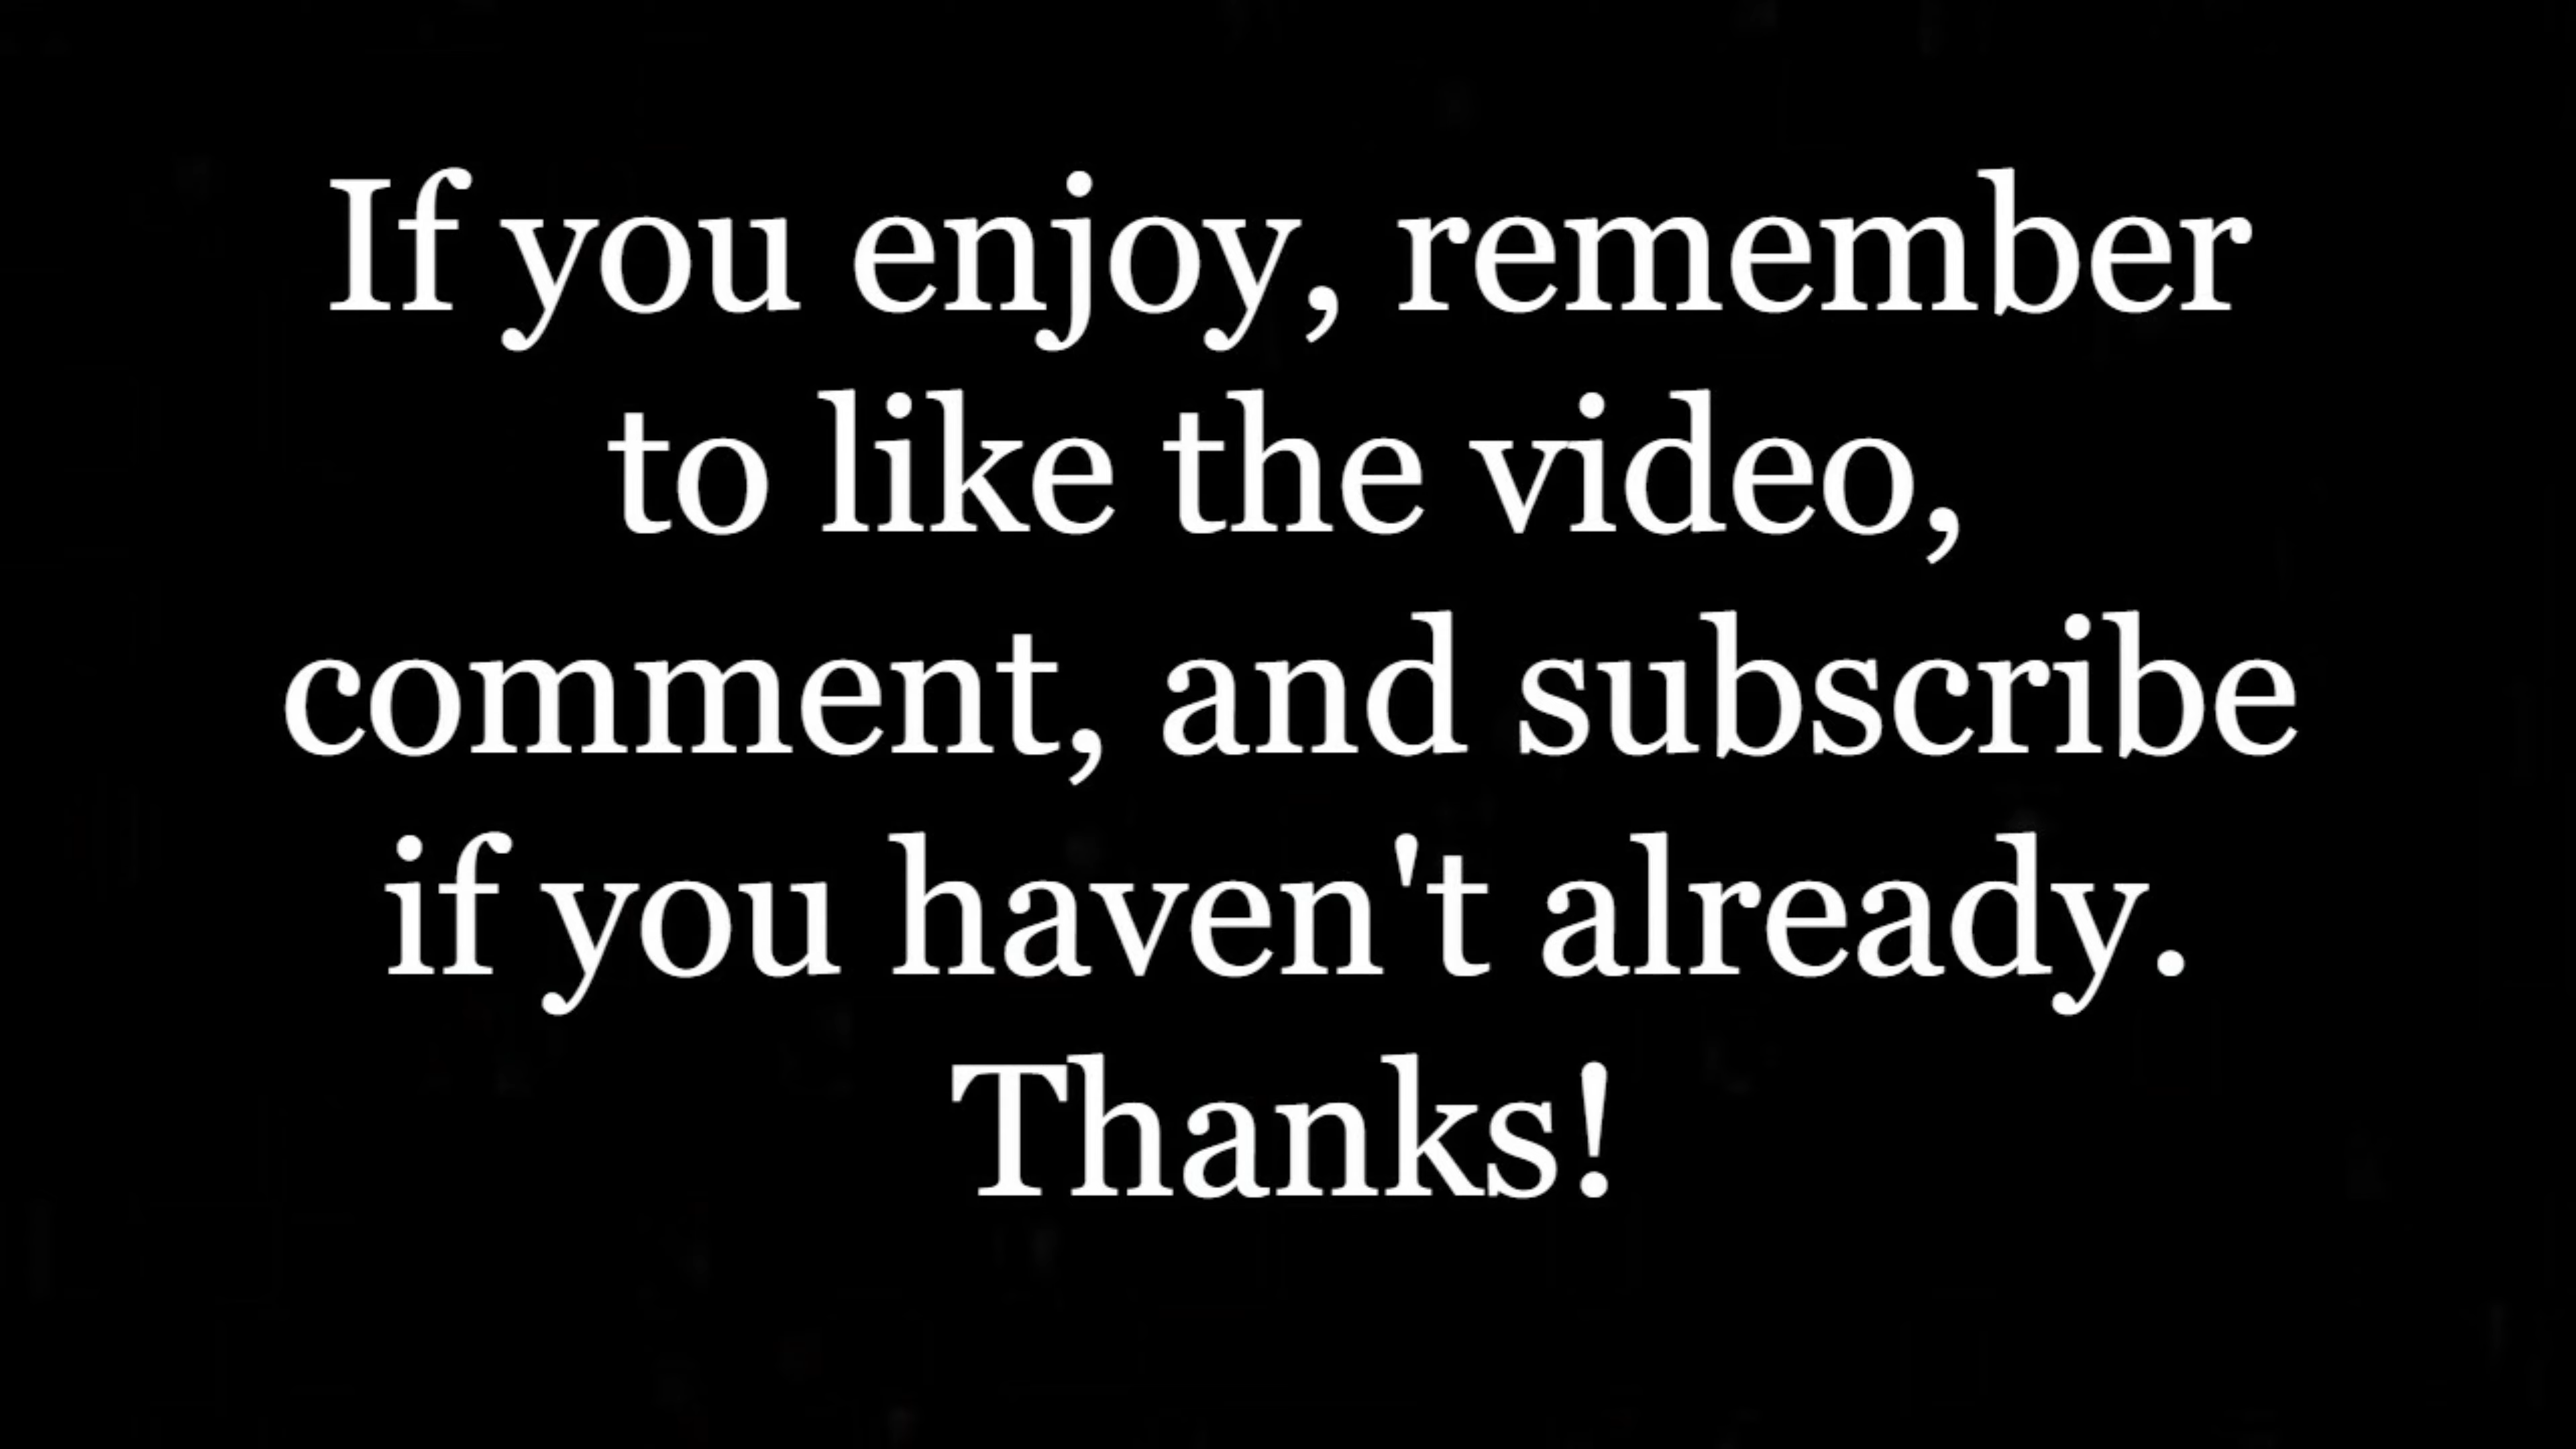 If you enjoy, remember
to like the video,
comment, and subscribe
if you haven't already.
Thanks!